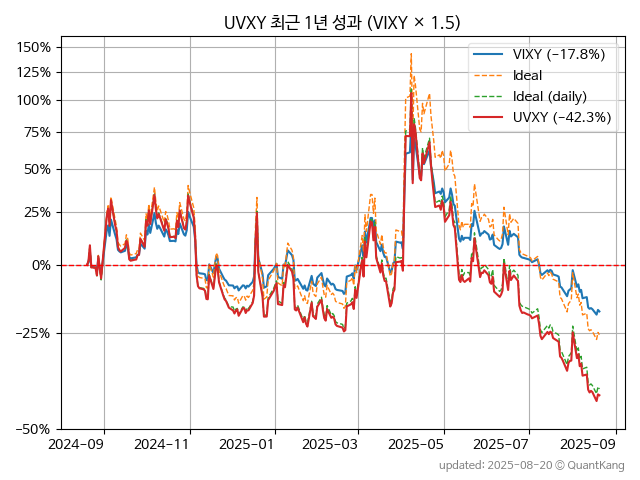 UVXY 최근 1년 성과 (VIXY × 1.5)
150%
125%
100%
75%
50%
25%
0%
−25%
−50%
VIXY (−17.8%)
Ideal
Ideal (daily)
UVXY (−42.3%)
2024-09
2024-11
2025-01
2025-03
2025-05
2025-07
2025-09
updated: 2025-08-20 © QuantKang